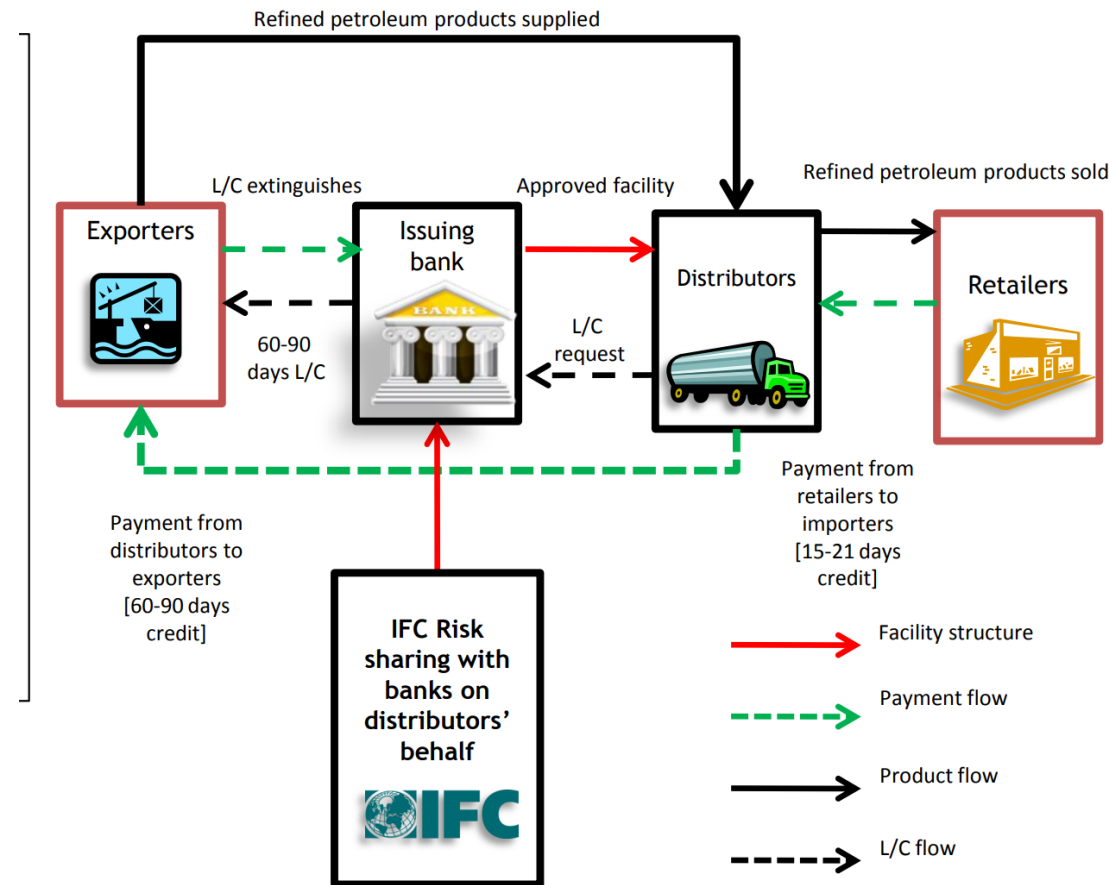 Refined petroleum products supplied
L/C extinguishes
Approved facility
Refined petroleum products sold
Exporters
Issuing
bank
BANK
Distributors
Retailers
60-90
days L/C
L/C
request
Payment from
distributors to
exporters
[60-90 days
credit]
Payment from
retailers to
importers
[15-21 days
credit]
IFC Risk
sharing with
banks on
distributors’
behalf
IFC
Facility structure
Payment flow
Product flow
L/C flow